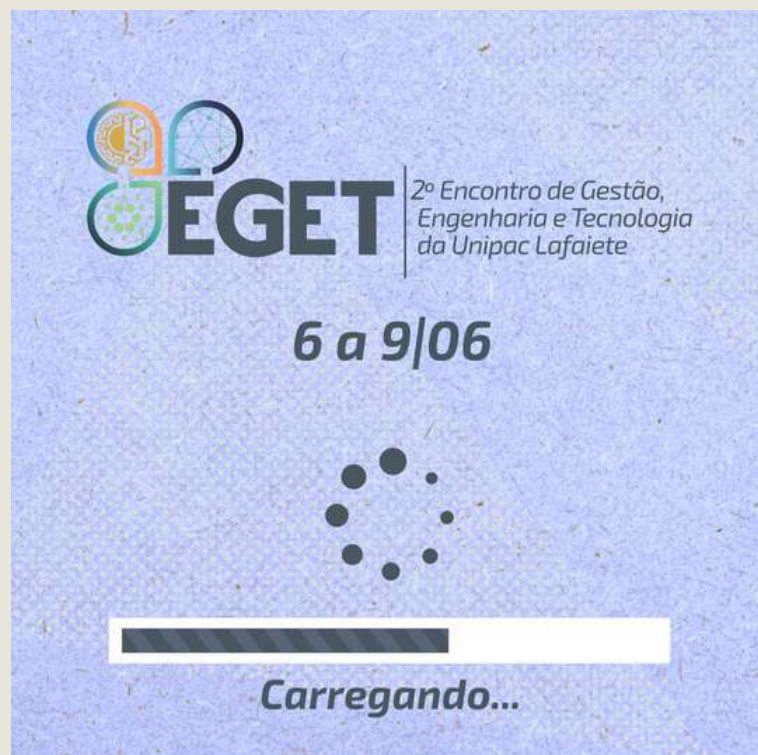 EGET
2º Encontro de Gestão,
Engenharia e Tecnologia
da Unipac Lafaiete
6 a 9|06
Carregando...